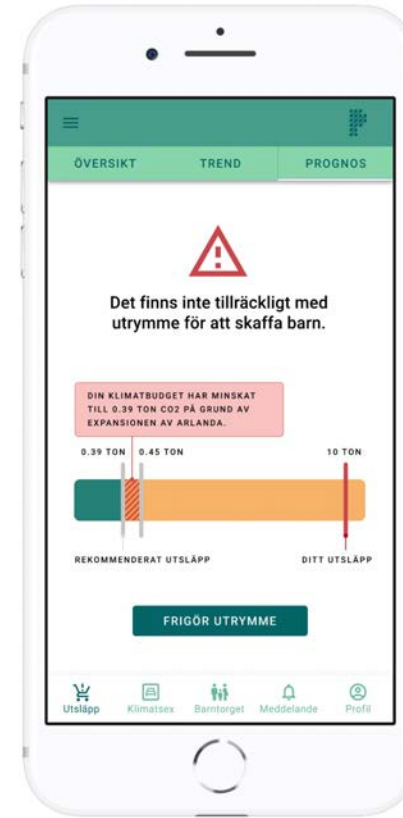 ÖVERSIKT TREND PROGNOS
Det finns inte tillräckligt med
utrymme för att skaffa barn.
DIN KLIMATBUDGET HAR MINSKAT
TILL 0.39 TON CO2 PÅ GRUND AV
EXPANSIONEN AV ARLANDA.
0.39 TON 0.45 TON 10 TON
REKOMMENDERAT UTSLÄPP DITT UTSLÄPP
FRIGÖR UTRYMME
Utsläpp Klimatsex Barntorget Meddelande Profil